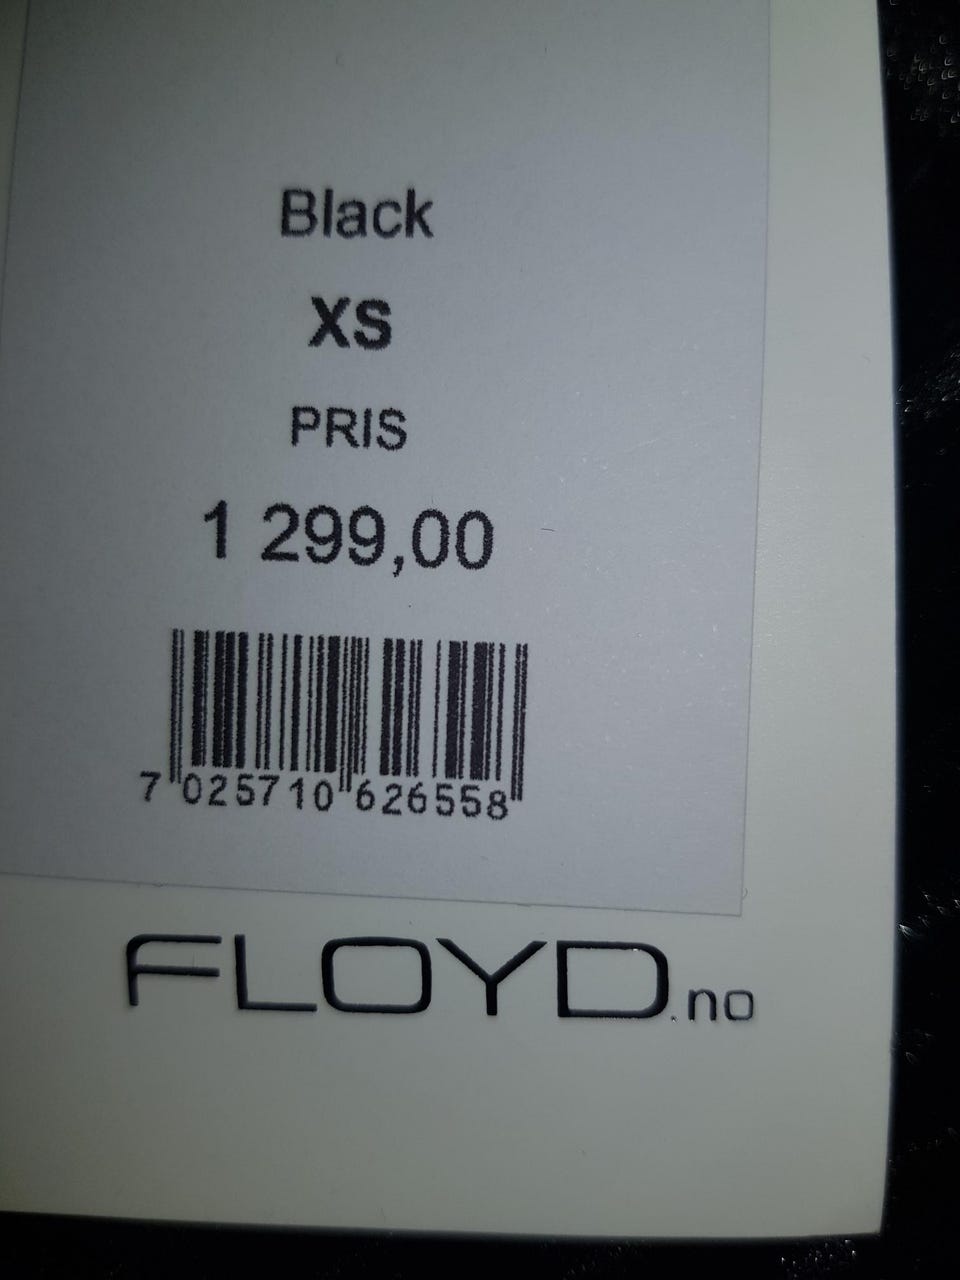 Black
XS
PRIS
1 299,00
7 025710 626558
FLOYD.no